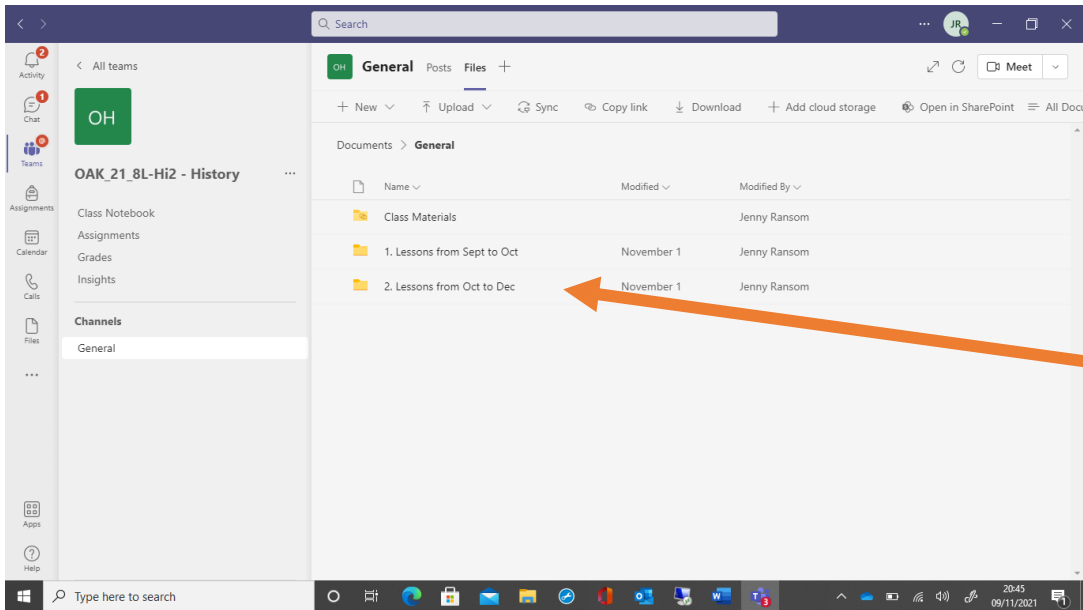 Search
JR
2
Activity
1
Chat
Teams
Assignments
Calendar
Calls
Files
Apps
Help
All teams
OH
OAK_21_8L-Hi2 - History
Class Notebook
Assignments
Grades
Insights
Channels
General
OH General Posts Files
Meet
New Upload Sync Copy link Download Add cloud storage Open in SharePoint All Docu
Documents > General
Name Modified Modified By
Class Materials Jenny Ransom
1. Lessons from Sept to Oct November 1 Jenny Ransom
2. Lessons from Oct to Dec November 1 Jenny Ransom
Type here to search
3
20:45
09/11/2021
1